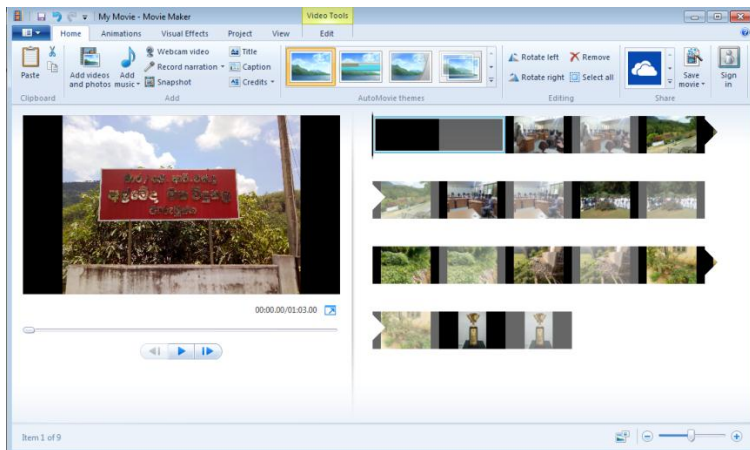 My Movie - Movie Maker
Video Tools
Home
Animations
Visual Effects
Project
View
Edit
Paste
Add videos and photos
Add music
Webcam video
Record narration
Snapshot
Title
Caption
Credits
Rotate left
Rotate right
Remove
Select all
Save movie
Sign in
Clipboard
Add
AutoMovie themes
Editing
Share
00:00.00/01:03.00
Item 1 of 9